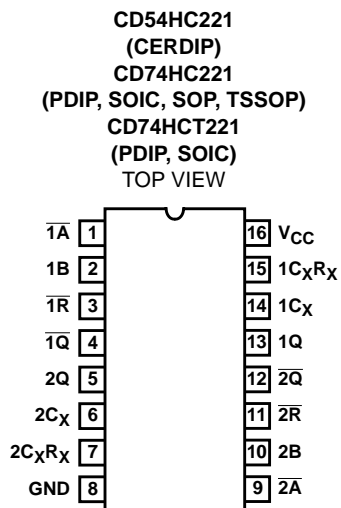 CD54HC221
(CERDIP)
CD74HC221
(PDIP, SOIC, SOP, TSSOP)
CD74HCT221
(PDIP, SOIC)
TOP VIEW
1A̅ 1 16 VCC
1B 2 15 1CXRX
1R̅ 3 14 1CX
1Q̅ 4 13 1Q
2Q 5 12 2Q̅
2CX 6 11 2R̅
2CXRX 7 10 2B
GND 8 9 2A̅